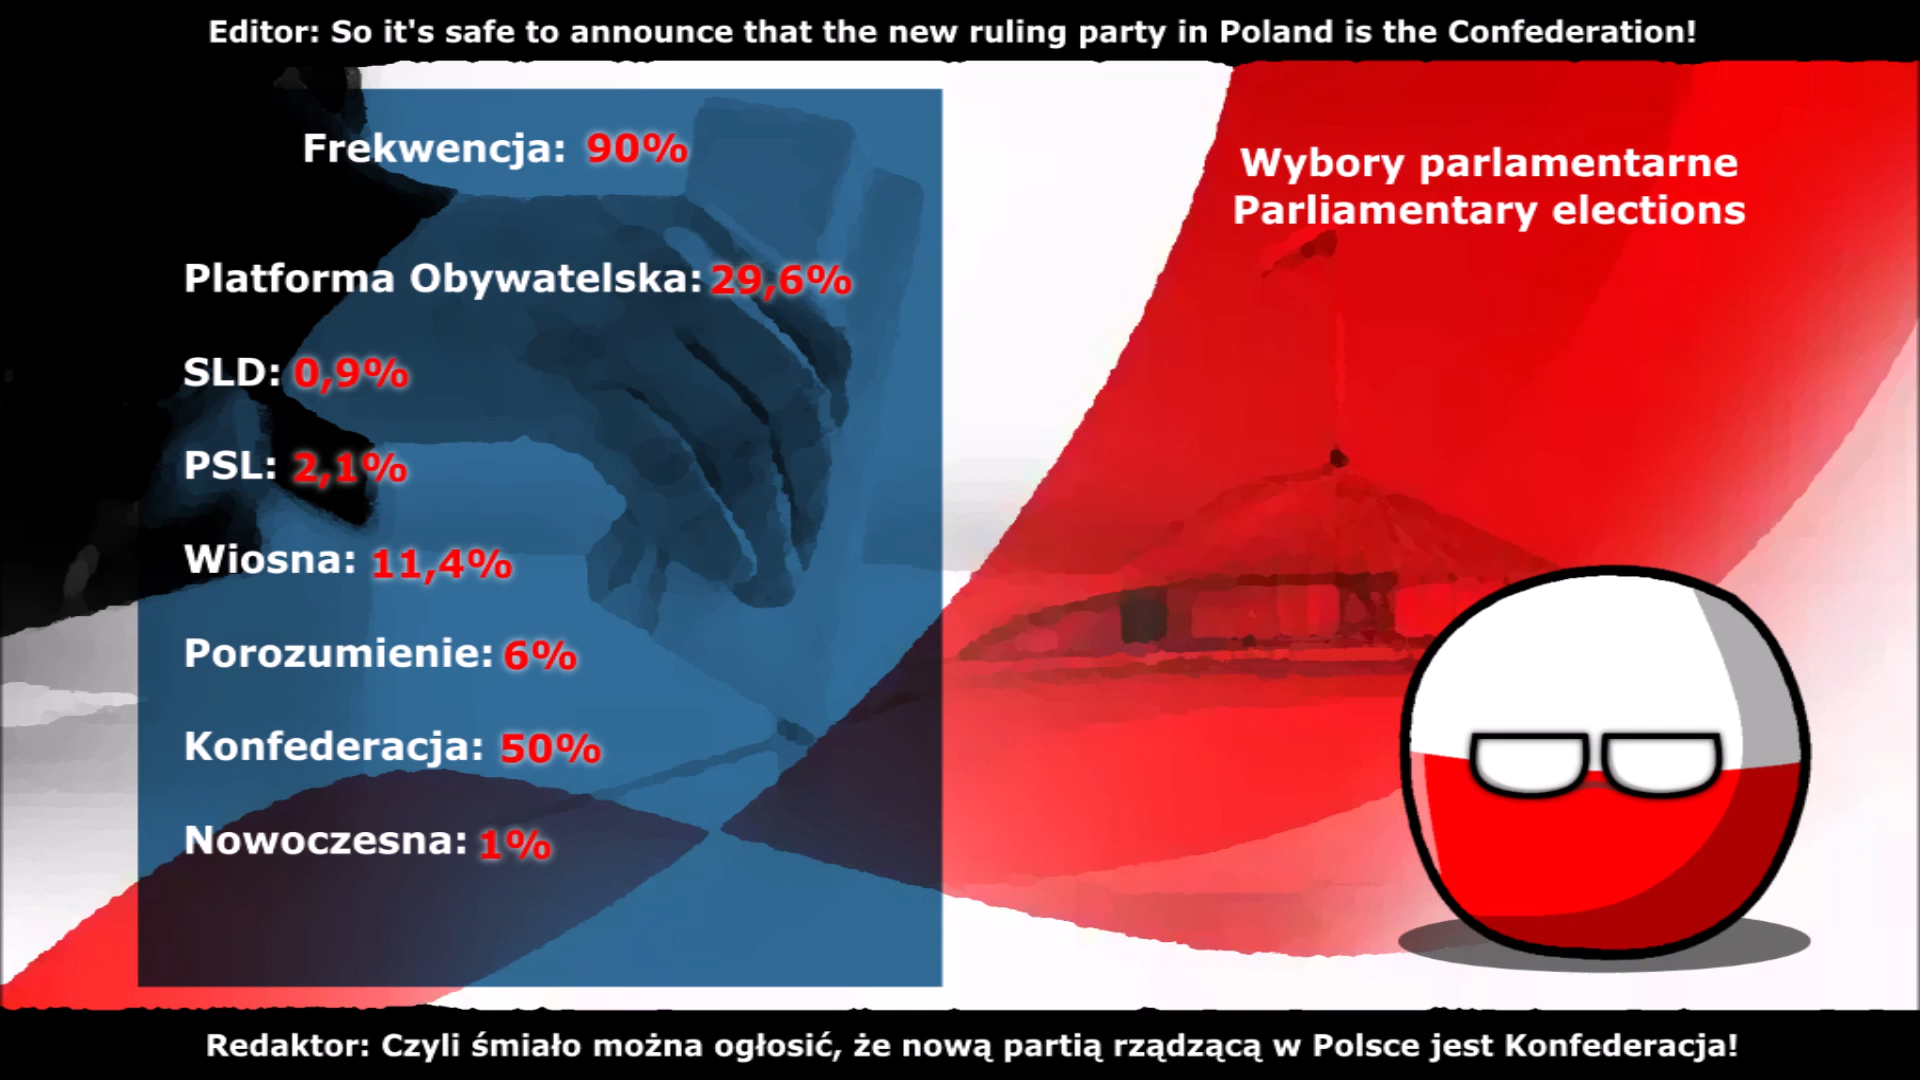 Editor: So it's safe to announce that the new ruling party in Poland is the Confederation!
Frekwencja: 90%
Platforma Obywatelska: 29,6%
SLD: 0,9%
PSL: 2,1%
Wiosna: 11,4%
Porozumienie: 6%
Konfederacja: 50%
Nowoczesna: 1%
Wybory parlamentarne
Parliamentary elections
Redaktor: Czyli śmiało można ogłosić, że nową partią rządzącą w Polsce jest Konfederacja!